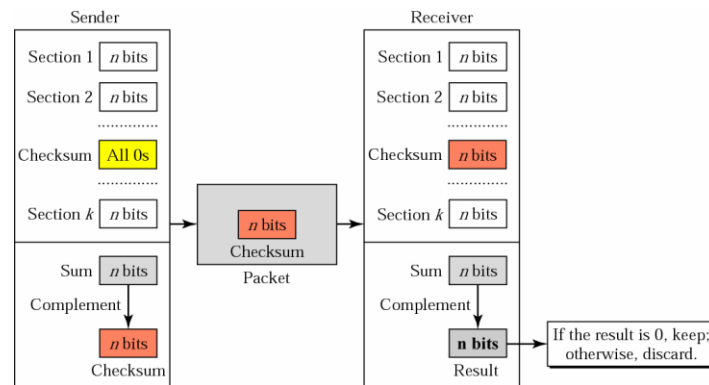 Sender
Section 1 n bits
Section 2 n bits
Checksum All 0s
Section k n bits
Sum n bits
Complement
n bits
Checksum
n bits
Checksum
Packet
Receiver
Section 1 n bits
Section 2 n bits
Checksum n bits
Section k n bits
Sum n bits
Complement
n bits
Result
If the result is 0, keep;
otherwise, discard.